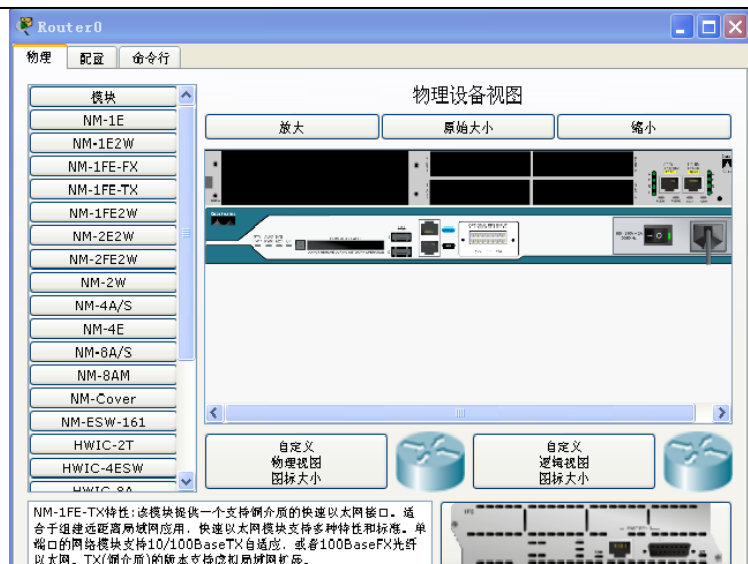 Router0
物理
配置
命令行
模块
NM-1E
NM-1E2W
NM-1FE-FX
NM-1FE-TX
NM-1FE2W
NM-2E2W
NM-2FE2W
NM-2W
NM-4A/S
NM-4E
NM-8A/S
NM-8AM
NM-Cover
NM-ESW-161
HWIC-2T
HWIC-4ESW
HWIC-8A
物理设备视图
放大
原始大小
缩小
自定义
物理视图
图标大小
自定义
逻辑视图
图标大小
NM-1FE-TX特性:该模块提供一个支持铜介质的快速以太网接口．适
合于组建远距离局域网应用．快速以太网模块支持多种特性和标准．单
端口的网络模块支持10/100BaseTX自适应．或者100BaseFX光纤
以太网．TX(铜介质)的版本支持虚拟局域网扩展．